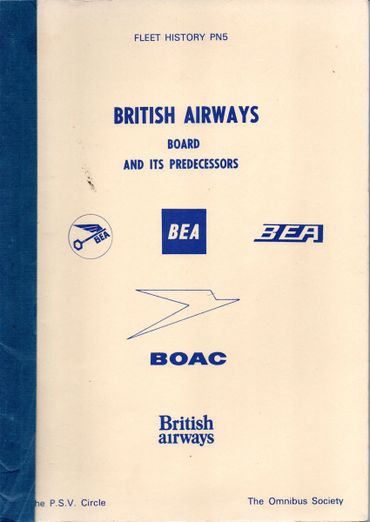 FLEET HISTORY PN5
BRITISH AIRWAYS
BOARD
AND ITS PREDECESSORS
BEA
BEA
BEA
BOAC
British
airways
he P.S.V. Circle
The Omnibus Society